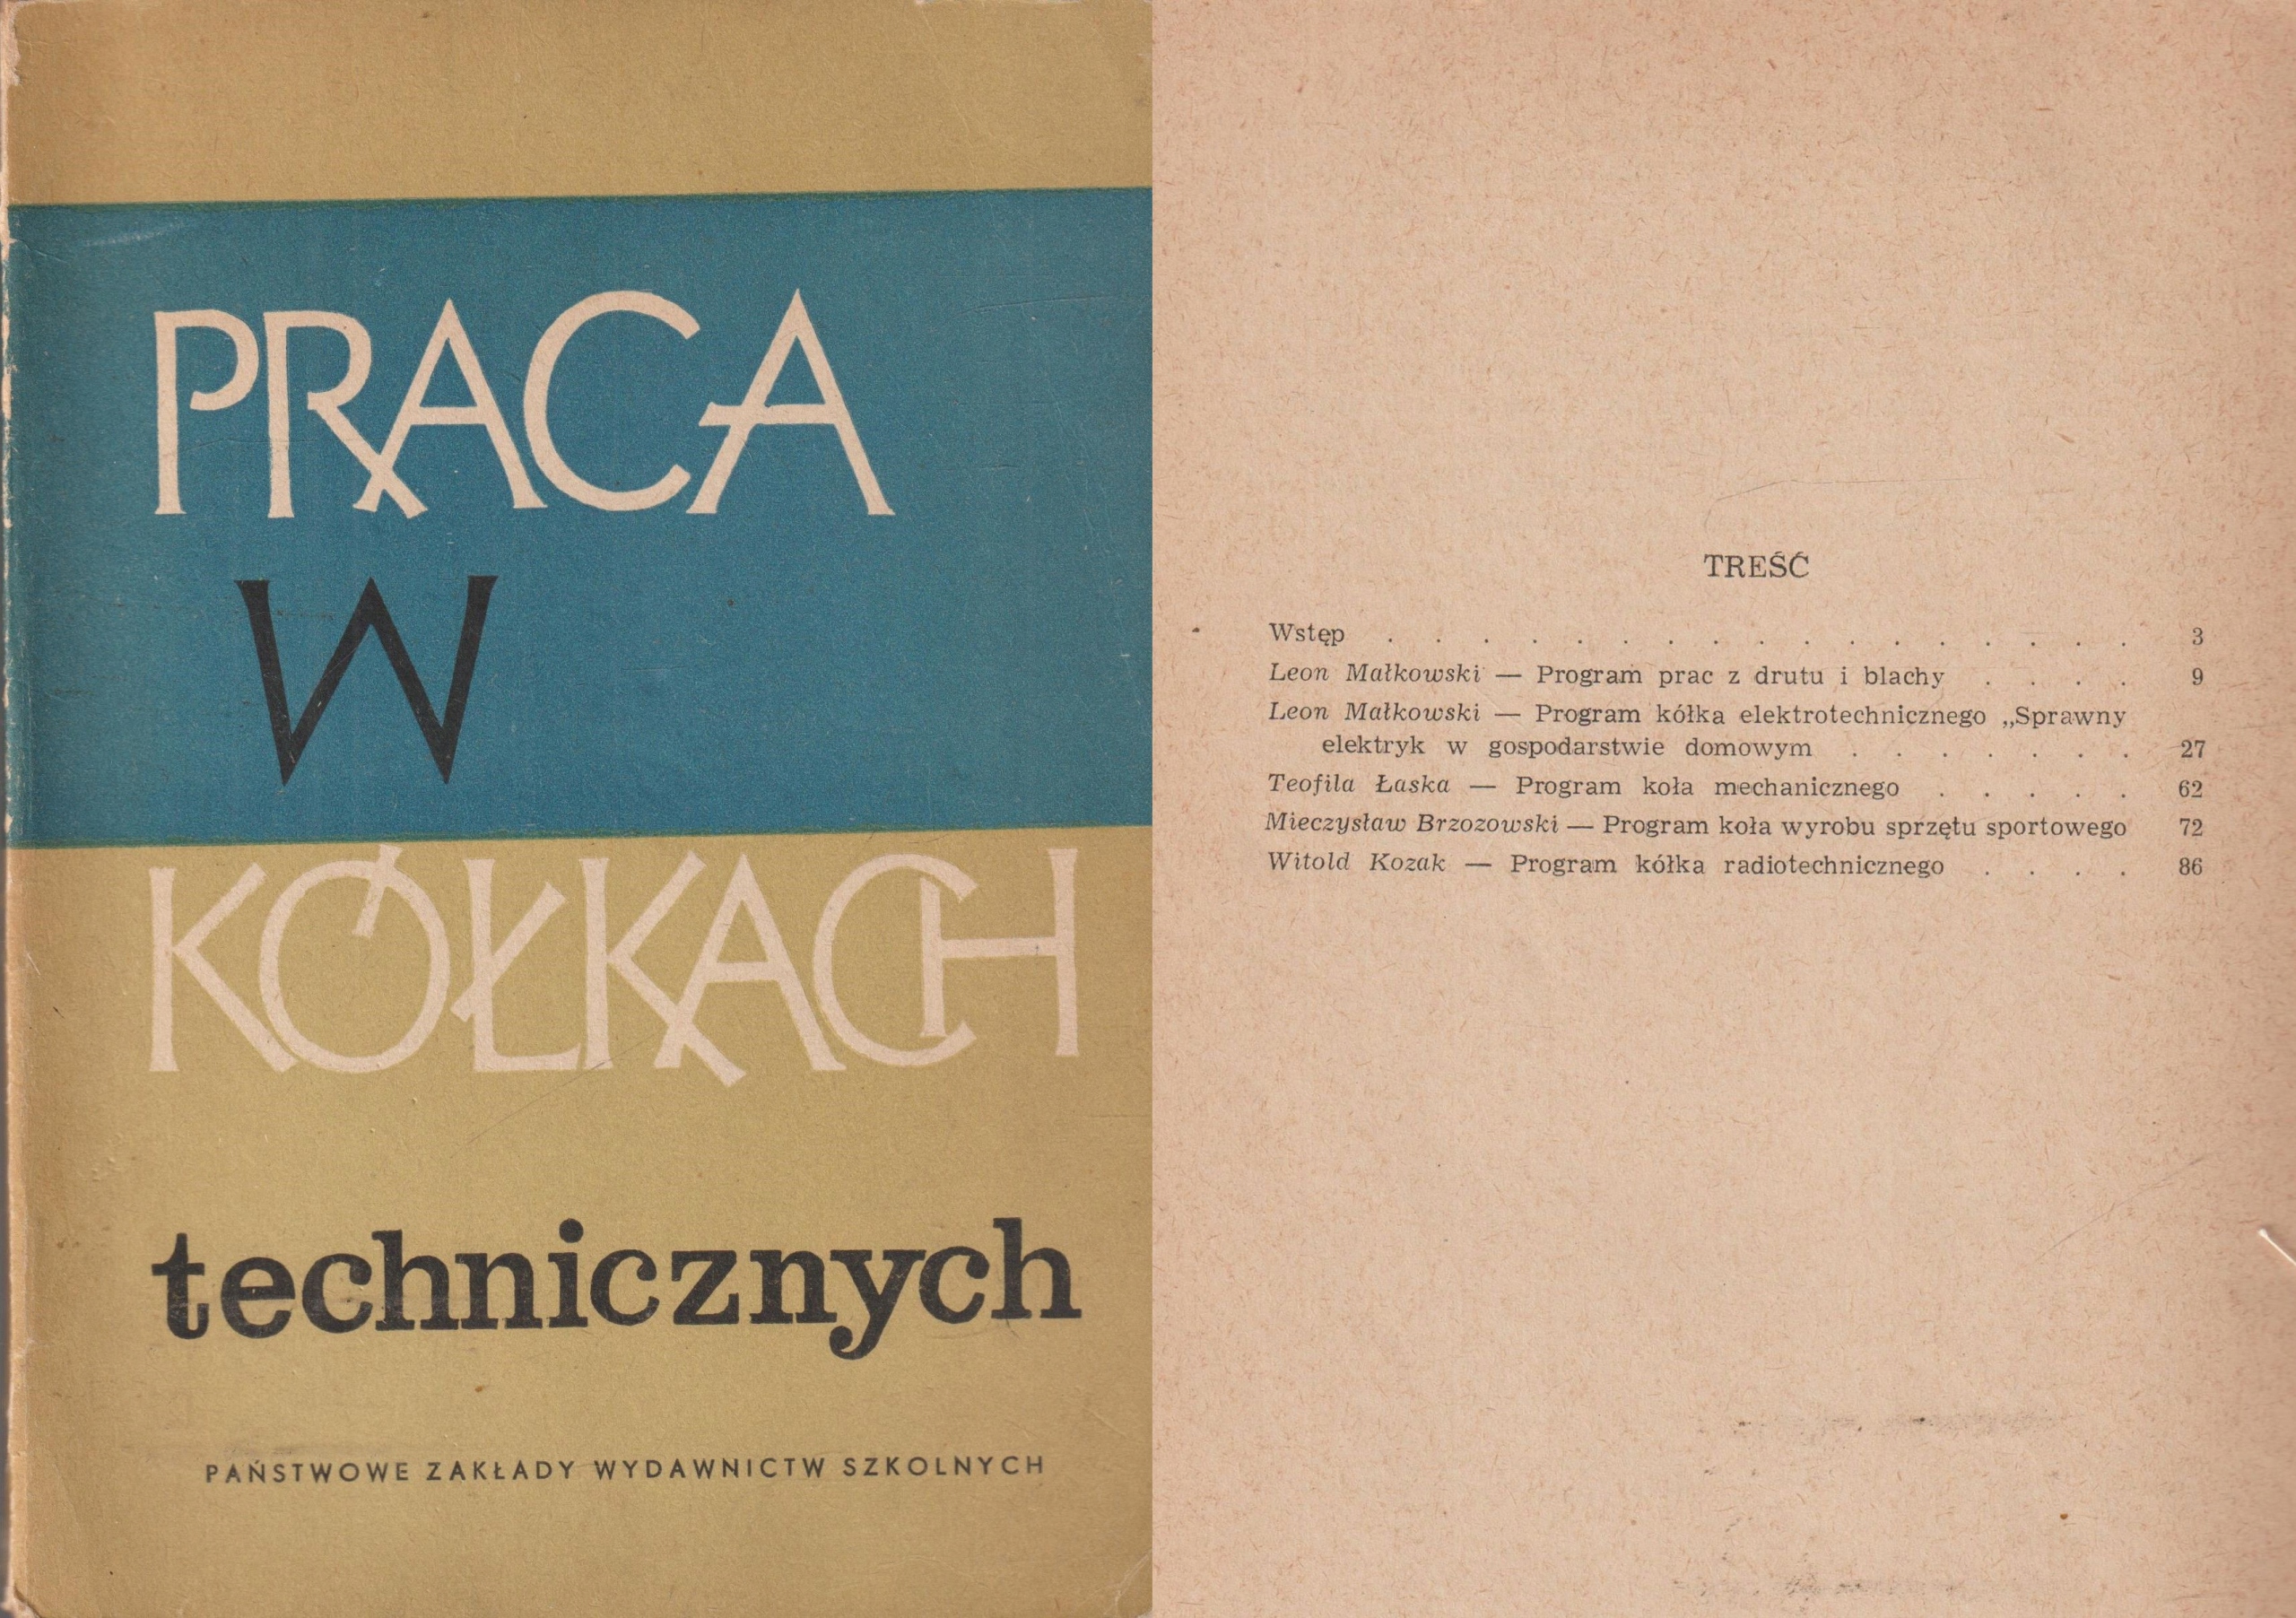 PRACA
W
KÓŁKACH
technicznych
PAŃSTWOWE ZAKŁADY WYDAWNICTW SZKOLNYCH
TREŚĆ
Wstęp . . . . . . . . . . . . . . . . . 3
Leon Małkowski — Program prac z drutu i blachy . . . . 9
Leon Małkowski — Program kółka elektrotechnicznego „Sprawny
elektryk w gospodarstwie domowym . . . . . . . 27
Teofila Łaska — Program koła mechanicznego . . . . . 62
Mieczysław Brzozowski — Program koła wyrobu sprzętu sportowego 72
Witold Kozak — Program kółka radiotechnicznego . . . . 86